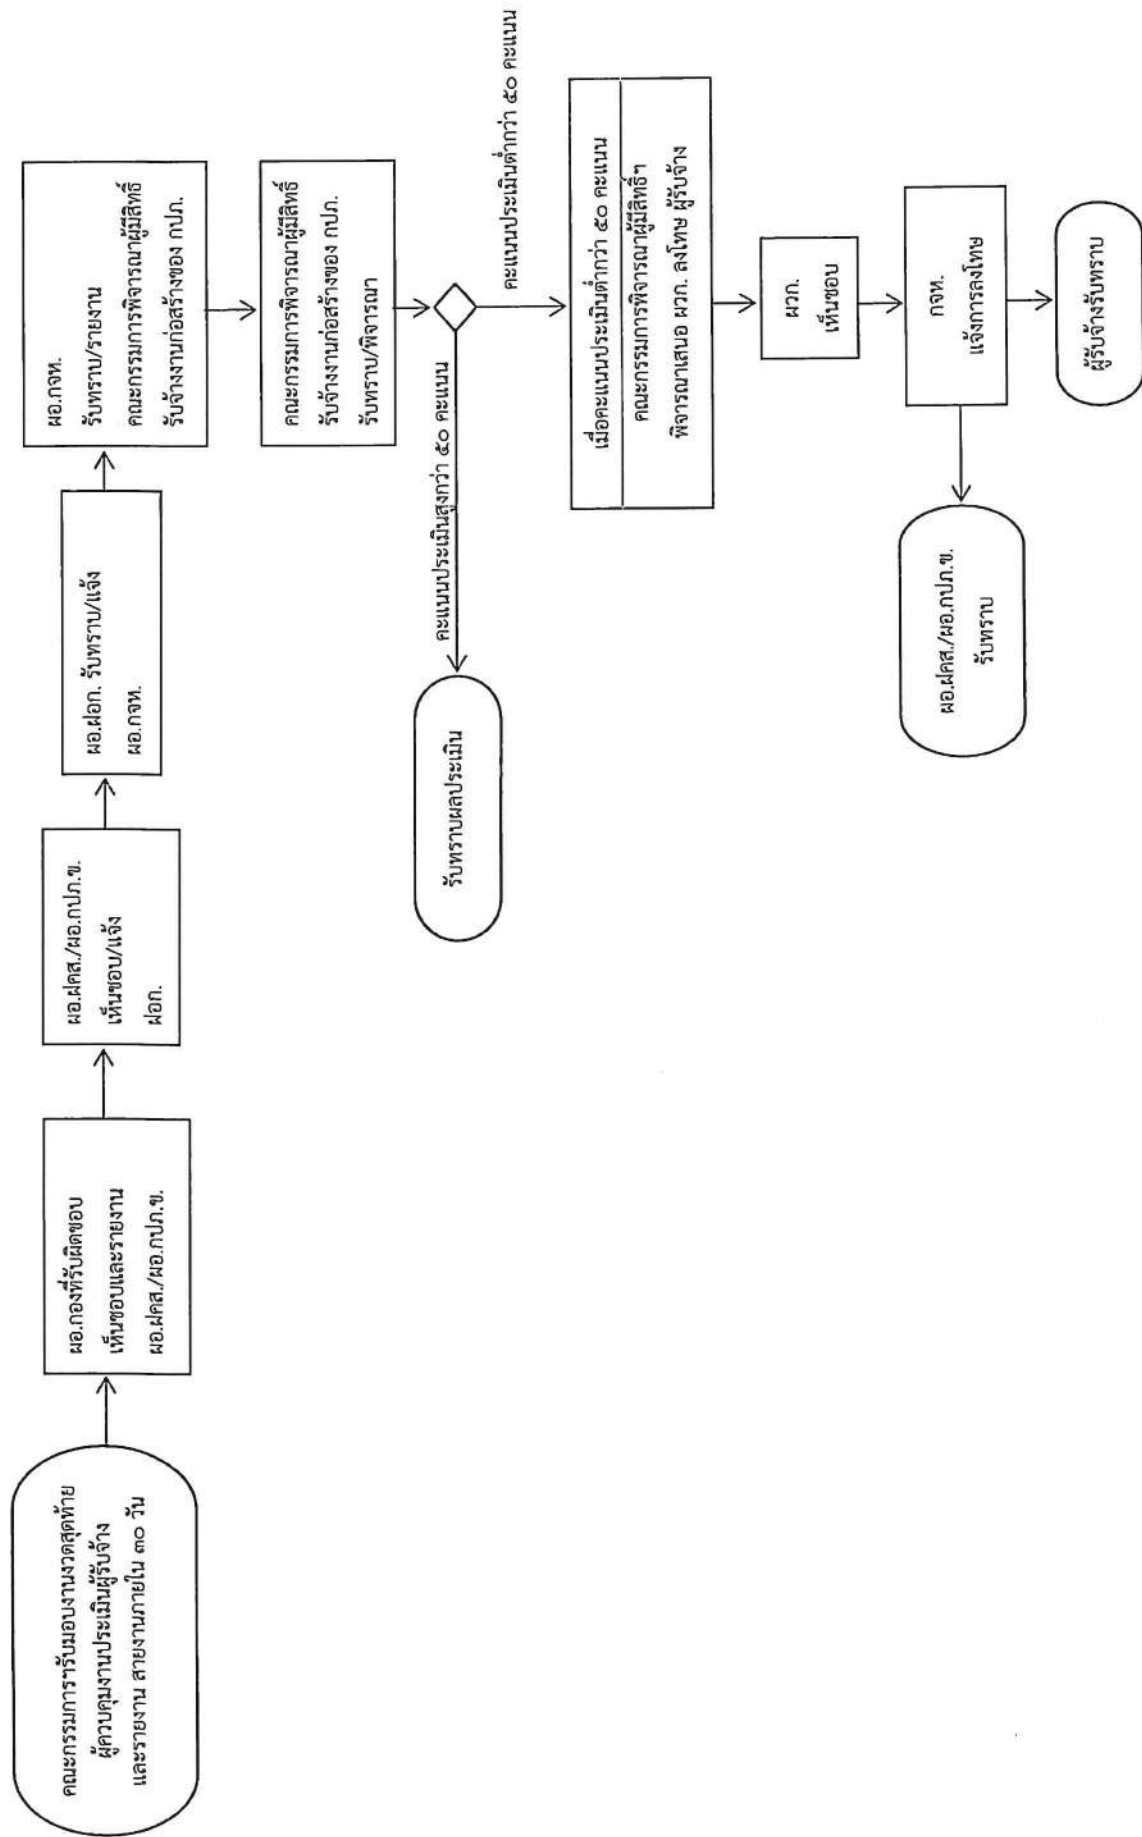 คณะกรรมการฯรับมอบงานงวดสุดท้าย
ผู้ควบคุมงานประเมินผู้รับจ้าง
และรายงาน สายงานภายใน ๓๐ วัน
ผอ.กองที่รับผิดชอบ
เห็นชอบและรายงาน
ผอ.ฝคส./ผอ.กปภ.ข.
ผอ.ฝคส./ผอ.กปภ.ข.
เห็นชอบ/แจ้ง
ฝอก.
ผอ.ฝอก. รับทราบ/แจ้ง
ผอ.กจห.
ผอ.กจห.
รับทราบ/รายงาน
คณะกรรมการพิจารณาผู้มีสิทธิ์
รับจ้างงานก่อสร้างของ กปภ.
คณะกรรมการพิจารณาผู้มีสิทธิ์
รับจ้างงานก่อสร้างของ กปภ.
รับทราบ/พิจารณา
คะแนนประเมินสูงกว่า ๕๐ คะแนน
รับทราบผลประเมิน
คะแนนประเมินต่ำกว่า ๕๐ คะแนน
เมื่อคะแนนประเมินต่ำกว่า ๕๐ คะแนน
คณะกรรมการพิจารณาผู้มีสิทธิ์ฯ
พิจารณาเสนอ ผวก. ลงโทษ ผู้รับจ้าง
ผวก.
เห็นชอบ
กจห.
แจ้งการลงโทษ
ผอ.ฝคส./ผอ.กปภ.ข.
รับทราบ
ผู้รับจ้างรับทราบ